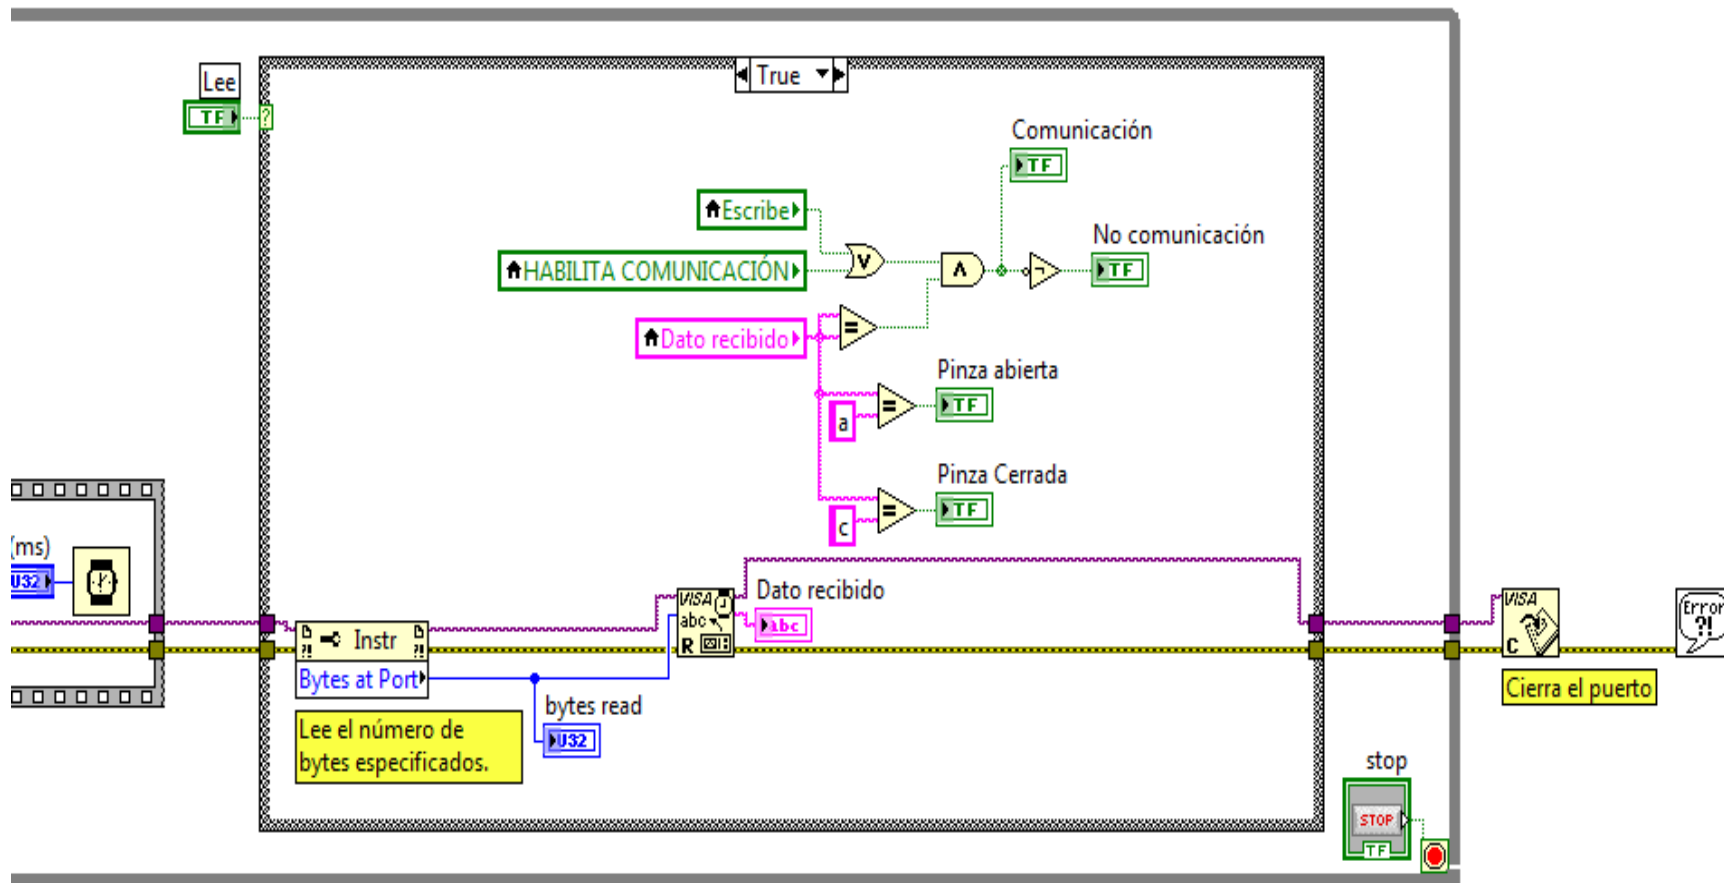 True
Lee
TF
?
Comunicación
TF
Escribe
No comunicación
HABILITA COMUNICACIÓN
V
Λ
¬
TF
Dato recibido
=
Pinza abierta
=
TF
a
Pinza Cerrada
=
TF
c
(ms)
U32
VISA
abc
R
Dato recibido
abc
?!
Instr
?!
Bytes at Port
VISA
C
Error
?!
Cierra el puerto
bytes read
U32
Lee el número de
bytes especificados.
stop
STOP
TF